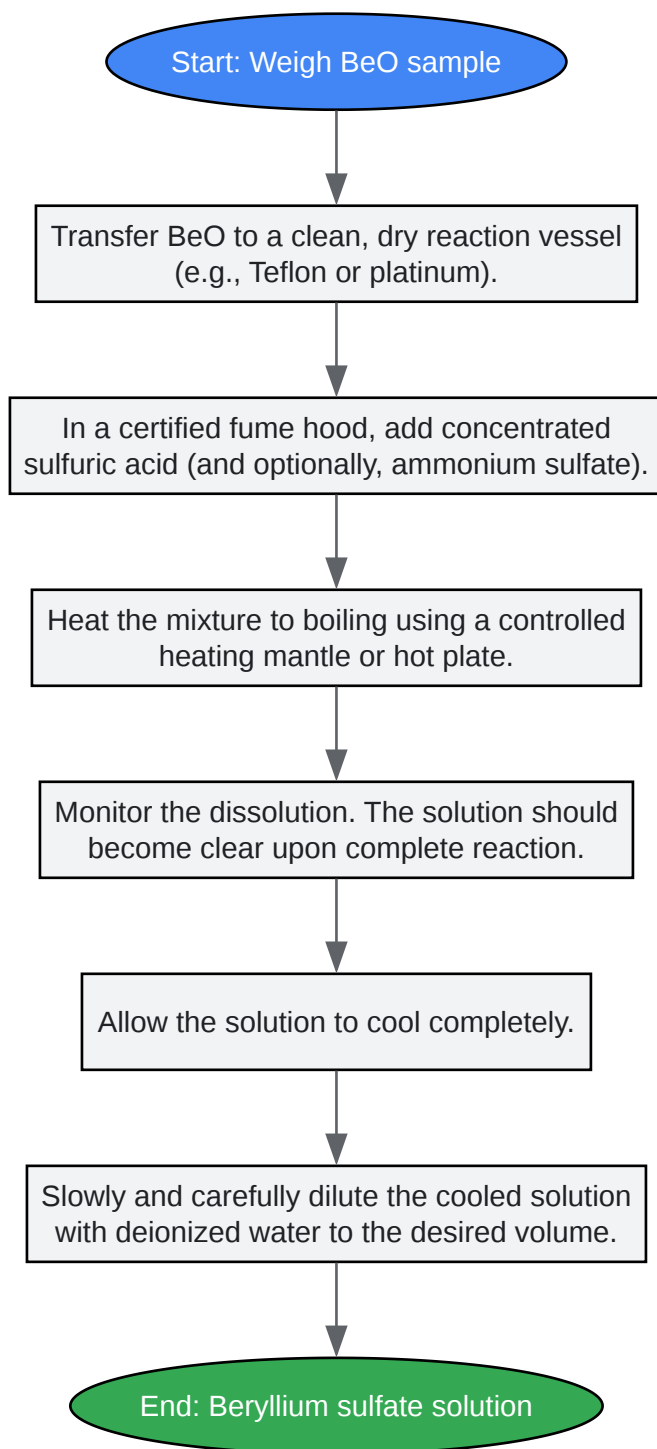 Start: Weigh BeO sample
Transfer BeO to a clean, dry reaction vessel
(e.g., Teflon or platinum).
In a certified fume hood, add concentrated
sulfuric acid (and optionally, ammonium sulfate).
Heat the mixture to boiling using a controlled
heating mantle or hot plate.
Monitor the dissolution. The solution should
become clear upon complete reaction.
Allow the solution to cool completely.
Slowly and carefully dilute the cooled solution
with deionized water to the desired volume.
End: Beryllium sulfate solution